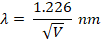 λ = 1.226 / √V nm